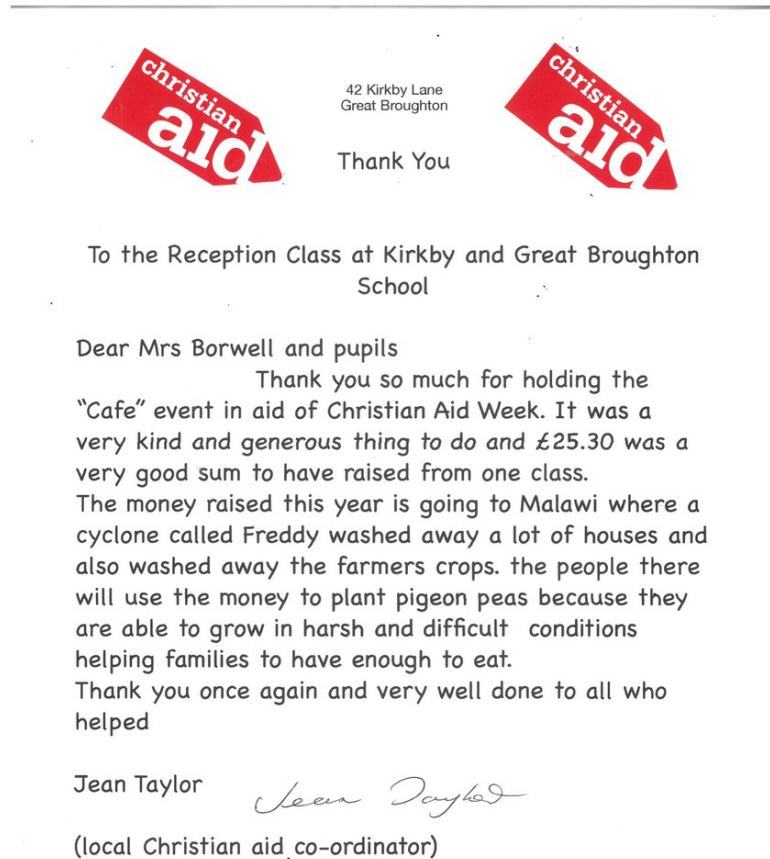 christian aid
42 Kirkby Lane
Great Broughton
christian aid
Thank You
To the Reception Class at Kirkby and Great Broughton
School
Dear Mrs Borwell and pupils
Thank you so much for holding the
“Cafe” event in aid of Christian Aid Week. It was a
very kind and generous thing to do and £25.30 was a
very good sum to have raised from one class.
The money raised this year is going to Malawi where a
cyclone called Freddy washed away a lot of houses and
also washed away the farmers crops. the people there
will use the money to plant pigeon peas because they
are able to grow in harsh and difficult conditions
helping families to have enough to eat.
Thank you once again and very well done to all who
helped
Jean Taylor Jean Taylor
(local Christian aid co-ordinator)